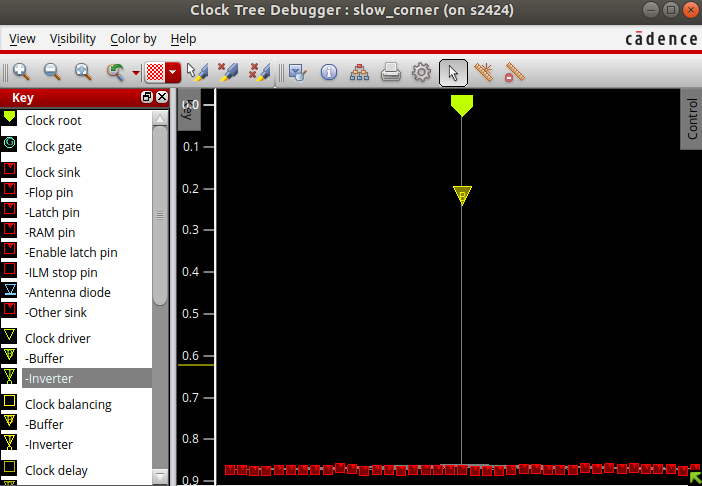 Clock Tree Debugger : slow_corner (on s2424)
View Visibility Color by Help
cādence
Key
Clock root
Clock gate
Clock sink
-Flop pin
-Latch pin
-RAM pin
-Enable latch pin
-ILM stop pin
-Antenna diode
-Other sink
Clock driver
-Buffer
-Inverter
Clock balancing
-Buffer
-Inverter
Clock delay
Key
0.0
0.1
0.2
0.3
0.4
0.5
0.6
0.7
0.8
0.9
B
Control